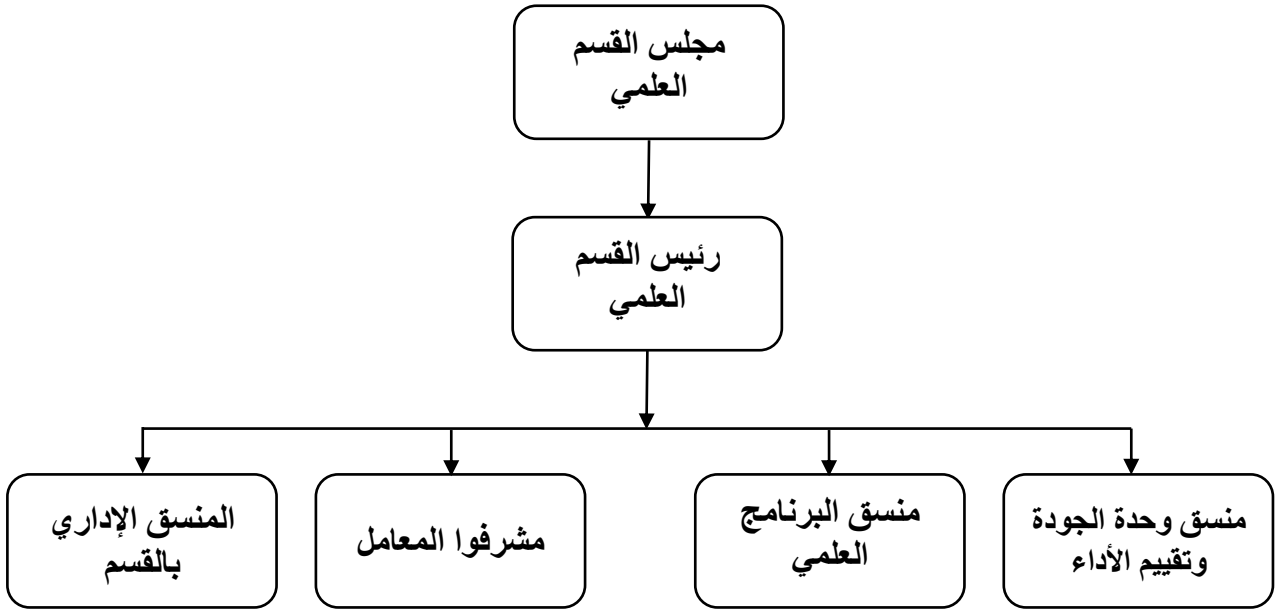 مجلس القسم
العلمي
رئيس القسم
العلمي
منسق وحدة الجودة
وتقييم الأداء
منسق البرنامج
العلمي
مشرفوا المعامل
المنسق الإداري
بالقسم